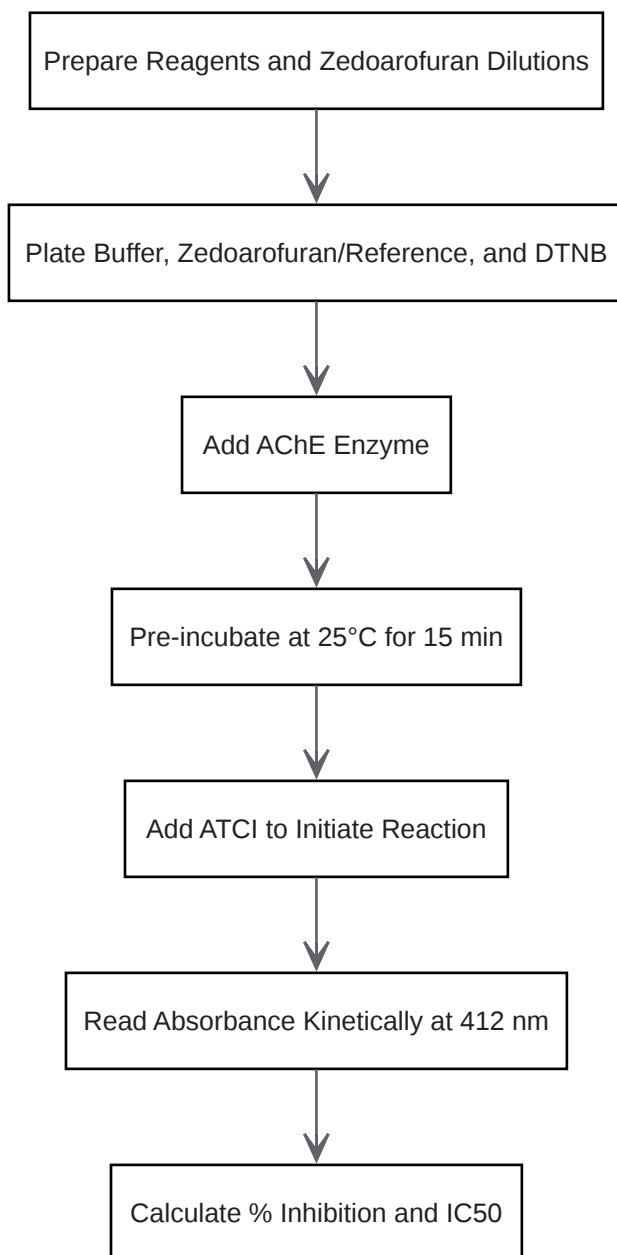 Prepare Reagents and Zedoarofuran Dilutions
Plate Buffer, Zedoarofuran/Reference, and DTNB
Add AChE Enzyme
Pre-incubate at 25°C for 15 min
Add ATCI to Initiate Reaction
Read Absorbance Kinetically at 412 nm
Calculate % Inhibition and IC50